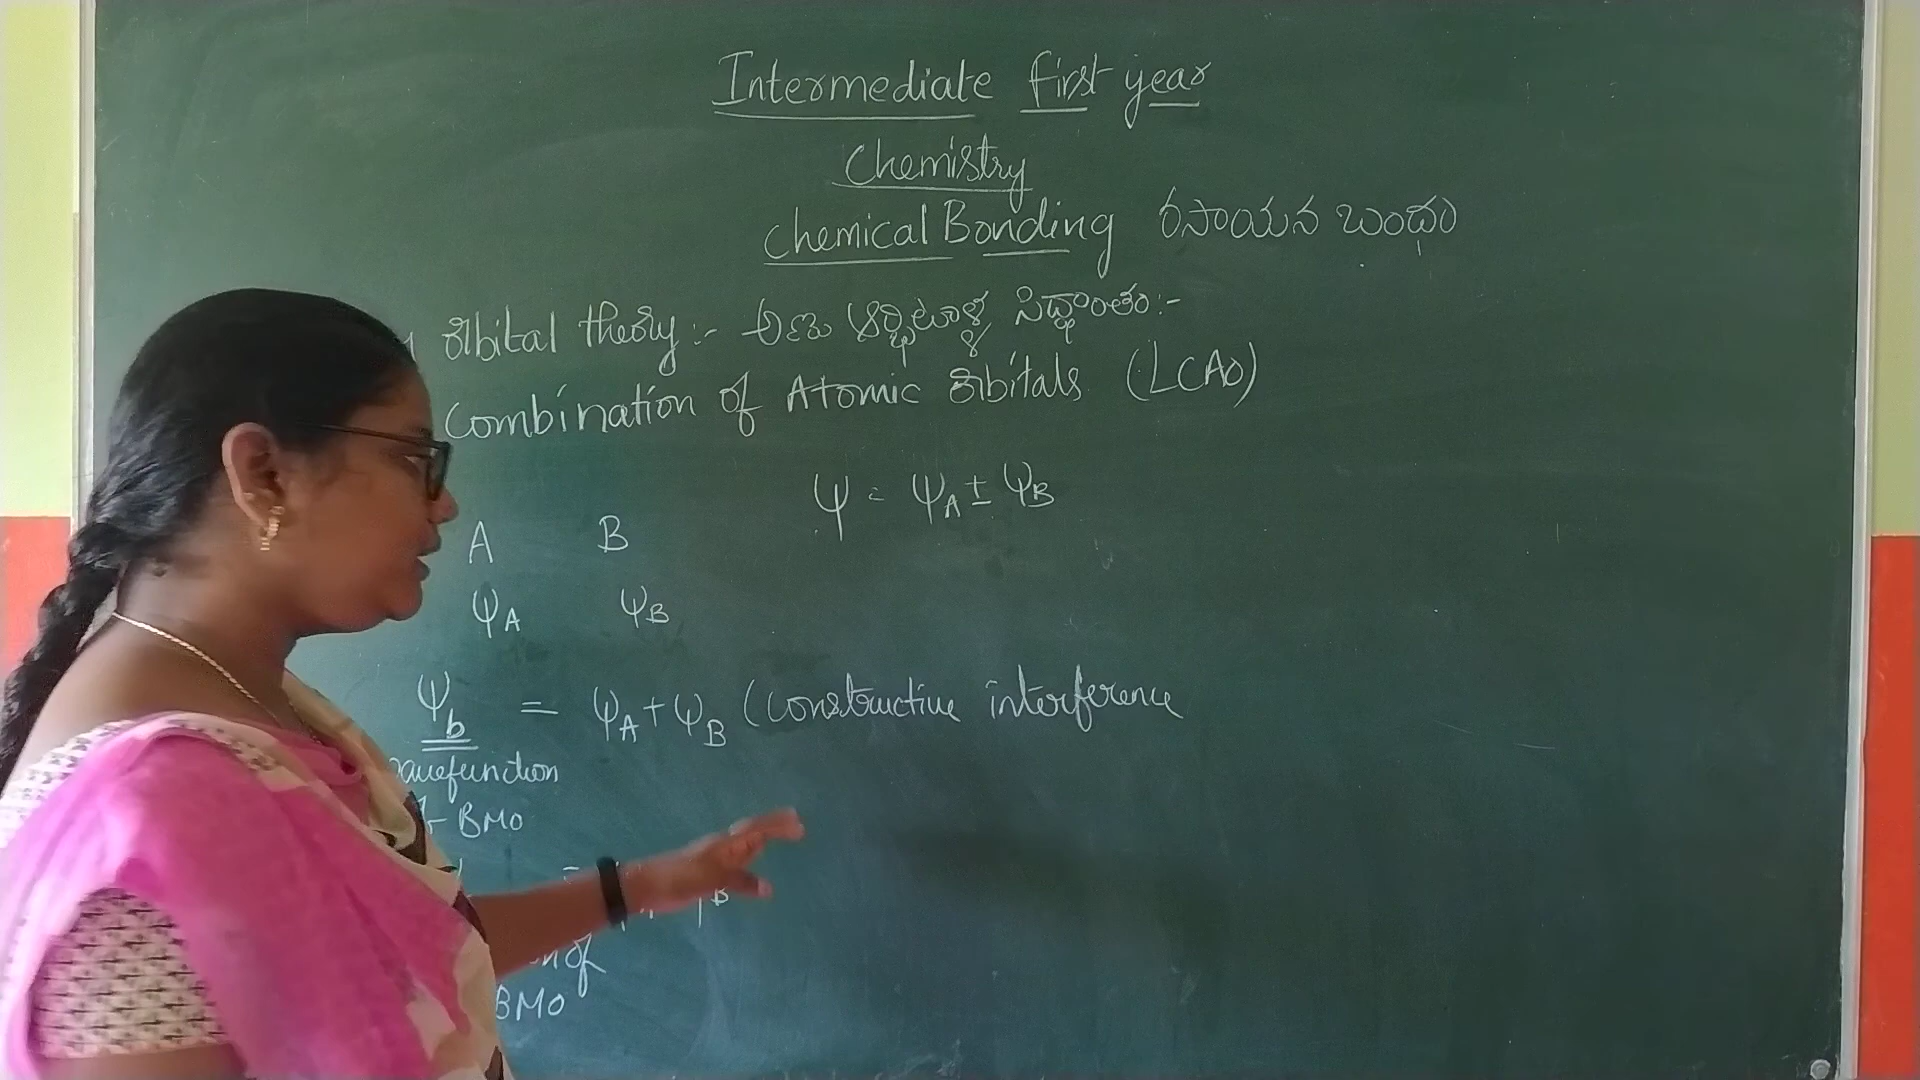 Intermediate first year
Chemistry
Chemical Bonding రసాయన బంధం
orbital theory:- అణు ఆర్బిటాళ్ళ సిద్ధాంతం:-
Combination of Atomic orbitals (LCAO)
ψ = ψA ± ψB
A B
ψA ψB
ψb = ψA + ψB (Constructive interference
wavefunction
BMO
=
B
of
BMO